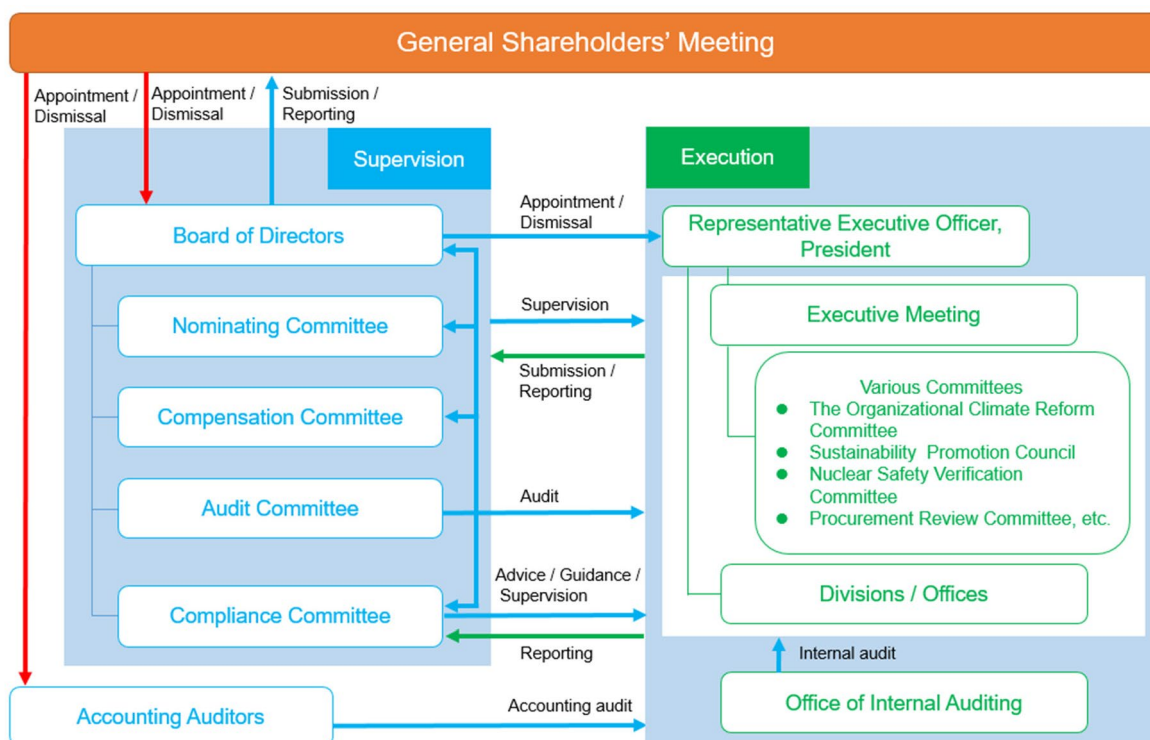 General Shareholders' Meeting
Appointment /
Dismissal
Appointment /
Dismissal
Submission /
Reporting
Supervision
Execution
Board of Directors
Appointment /
Dismissal
Representative Executive Officer,
President
Nominating Committee
Supervision
Executive Meeting
Submission /
Reporting
Compensation Committee
Various Committees
● The Organizational Climate Reform
Committee
● Sustainability Promotion Council
● Nuclear Safety Verification
Committee
● Procurement Review Committee, etc.
Audit Committee
Audit
Advice / Guidance /
Supervision
Compliance Committee
Divisions / Offices
Reporting
Internal audit
Accounting Auditors
Accounting audit
Office of Internal Auditing